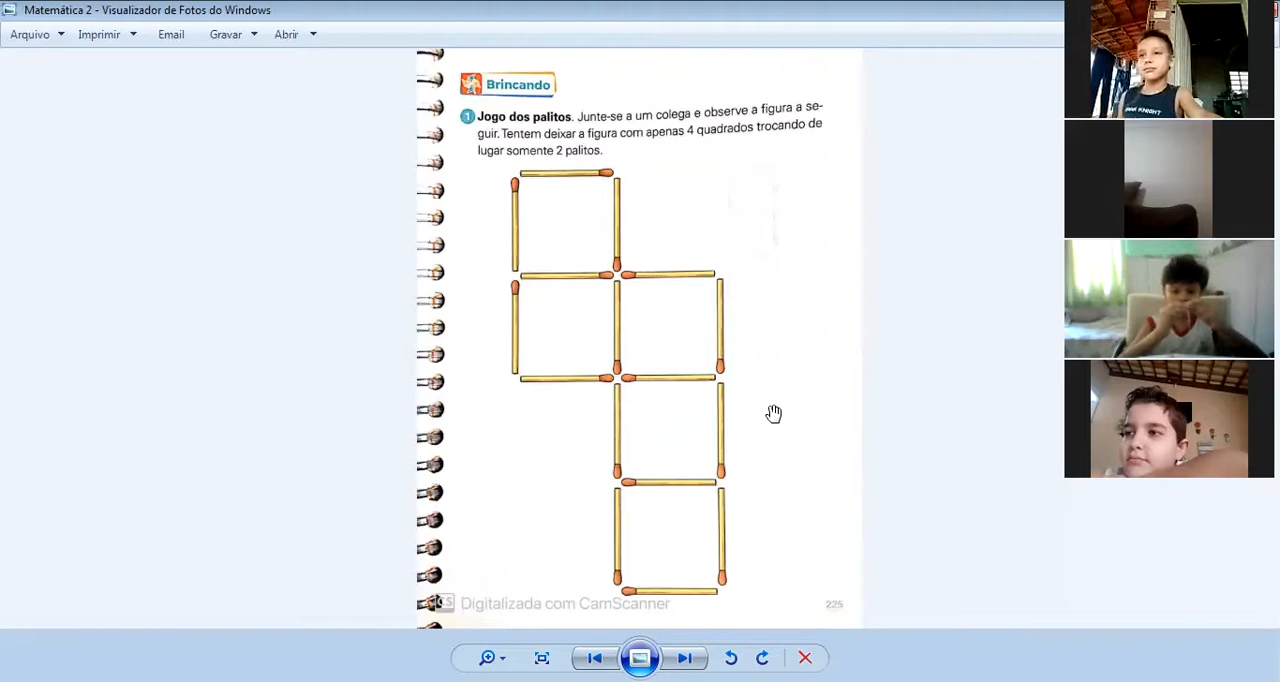 Matemática 2 - Visualizador de Fotos do Windows
Arquivo Imprimir Email Gravar Abrir
Brincando
1 Jogo dos palitos. Junte-se a um colega e observe a figura a se-
guir. Tentem deixar a figura com apenas 4 quadrados trocando de
lugar somente 2 palitos.
CS Digitalizada com CamScanner
225